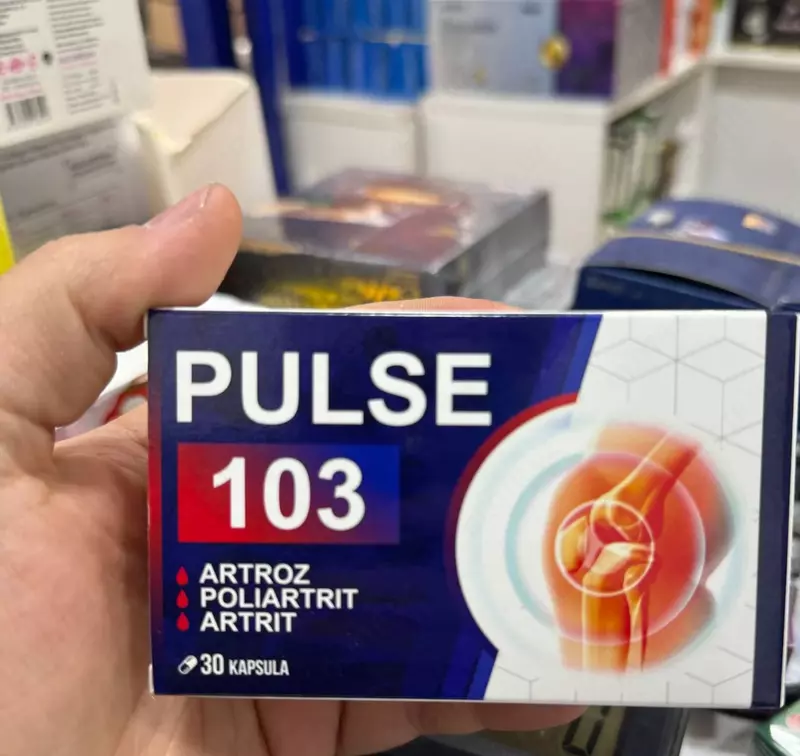 PULSE
103
ARTROZ
POLIARTRIT
ARTRIT
30 KAPSULA